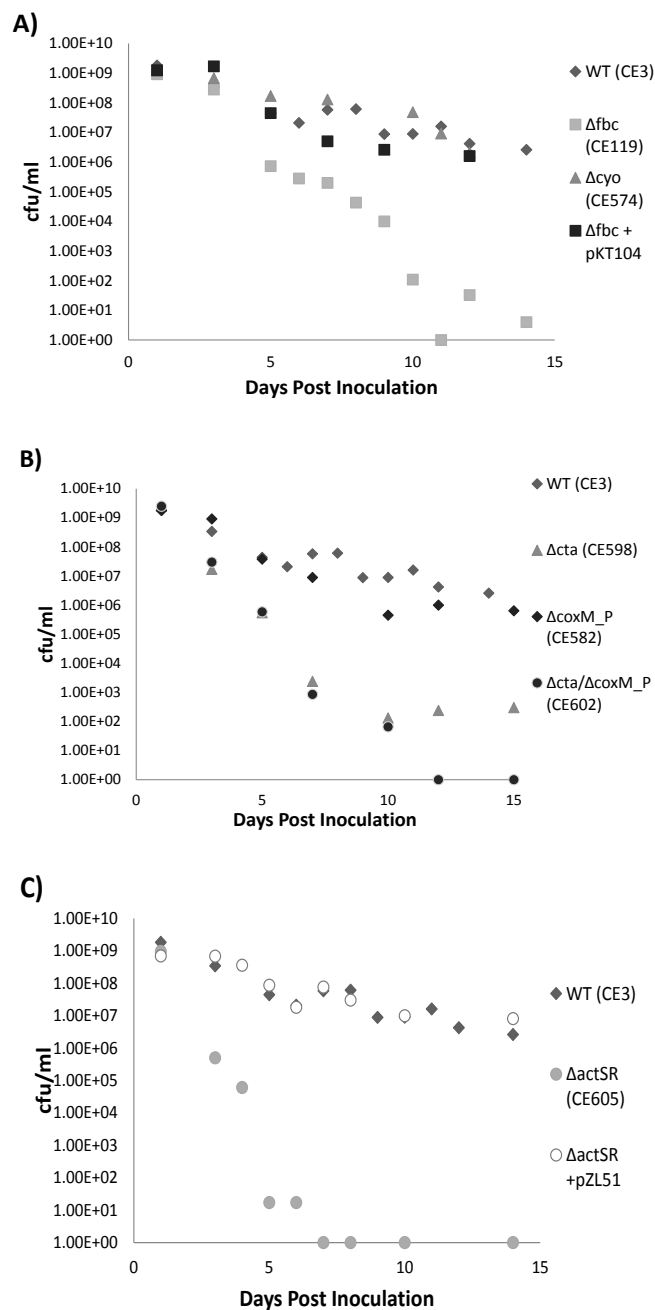 A)
1.00E+10
1.00E+09
1.00E+08
1.00E+07
1.00E+06
1.00E+05
1.00E+04
1.00E+03
1.00E+02
1.00E+01
1.00E+00
cfu/ml
0
5
10
15
Days Post Inoculation
WT (CE3)
Δfbc
(CE119)
Δcyo
(CE574)
Δfbc +
pKT104
B)
1.00E+10
1.00E+09
1.00E+08
1.00E+07
1.00E+06
1.00E+05
1.00E+04
1.00E+03
1.00E+02
1.00E+01
1.00E+00
cfu/ml
0
5
10
15
Days Post Inoculation
WT (CE3)
Δcta (CE598)
ΔcoxM_P
(CE582)
Δcta/ΔcoxM_P
(CE602)
C)
1.00E+10
1.00E+09
1.00E+08
1.00E+07
1.00E+06
1.00E+05
1.00E+04
1.00E+03
1.00E+02
1.00E+01
1.00E+00
cfu/ml
0
5
10
15
Days Post Inoculation
WT (CE3)
ΔactSR
(CE605)
ΔactSR
+pZL51